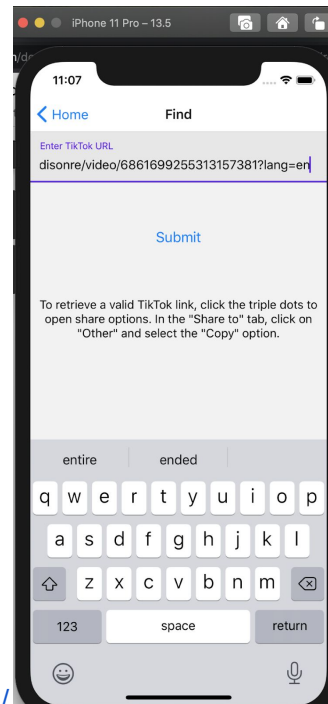 iPhone 11 Pro – 13.5
11:07
Home
Find
Enter TikTok URL
disonre/video/6861699255313157381?lang=en
Submit
To retrieve a valid TikTok link, click the triple dots to
open share options. In the "Share to" tab, click on
"Other" and select the "Copy" option.
entire ended
q w e r t y u i o p
a s d f g h j k l
z x c v b n m
123 space return
/